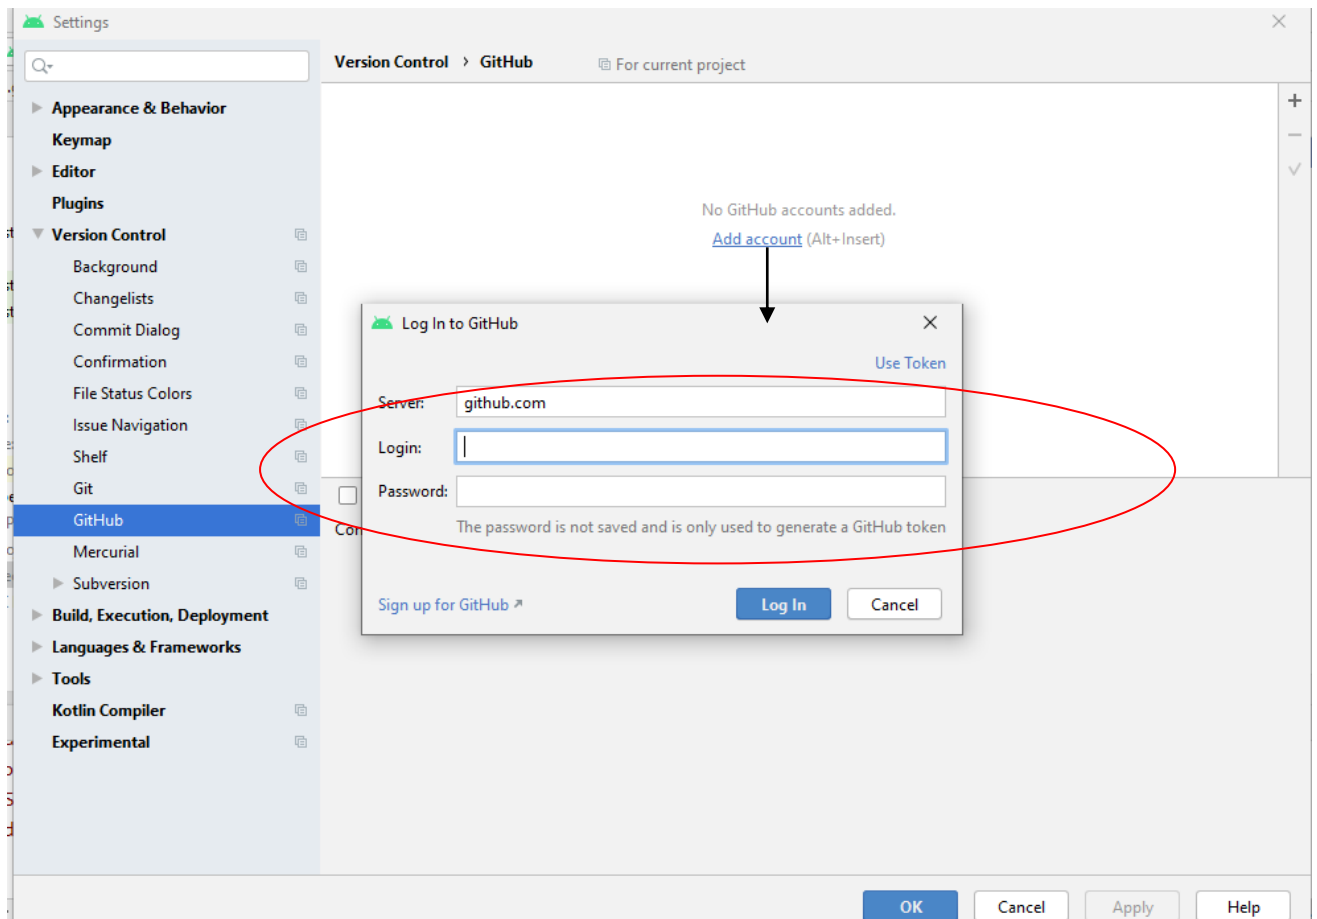 Settings
Version Control › GitHub For current project
Appearance & Behavior
Keymap
Editor
Plugins
Version Control
Background
Changelists
Commit Dialog
Confirmation
File Status Colors
Issue Navigation
Shelf
Git
GitHub
Mercurial
Subversion
Build, Execution, Deployment
Languages & Frameworks
Tools
Kotlin Compiler
Experimental
No GitHub accounts added.
Add account (Alt+Insert)
Log In to GitHub
Use Token
Server: github.com
Login:
Password:
The password is not saved and is only used to generate a GitHub token
Sign up for GitHub ↗ Log In Cancel
OK Cancel Apply Help